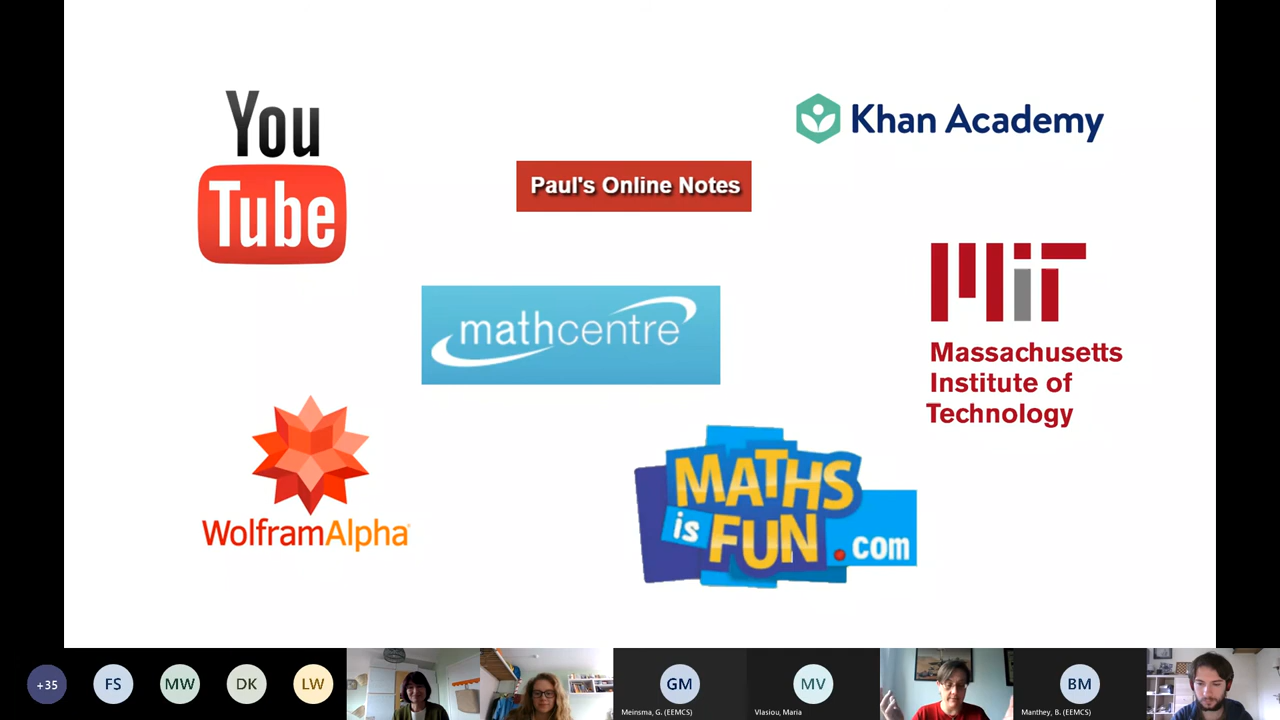 You
Tube
Paul's Online Notes
Khan Academy
mathcentre
MiT
Massachusetts
Institute of
Technology
WolframAlpha
MATHS
is FUN.com
+35
FS
MW
DK
LW
GM
Meinsma, G. (EEMCS)
MV
Vlasiou, Maria
BM
Manthey, B. (EEMCS)